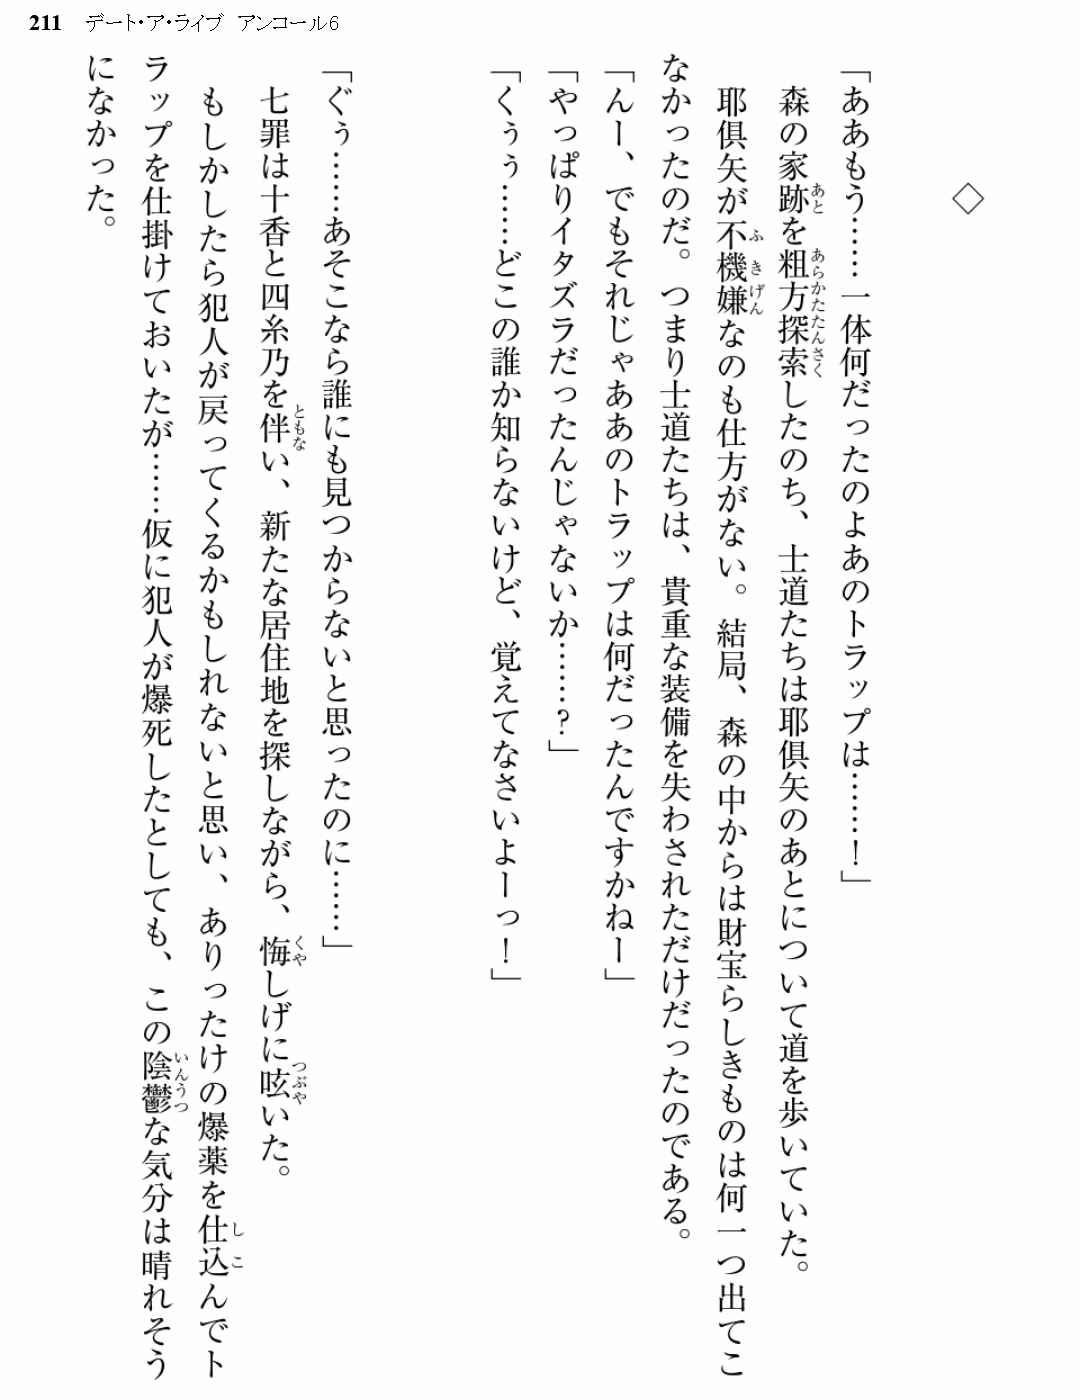 211 デート・ア・ライブ アンコール6
◇
「ああもう……一体何だったのよあのトラップは……！」
　森の家跡を粗方探索したのち、士道たちは耶倶矢のあとについて道を歩いていた。
　耶倶矢が不機嫌なのも仕方がない。結局、森の中からは財宝らしきものは何一つ出てこ
なかったのだ。つまり士道たちは、貴重な装備を失わされただけだったのである。
「んー、でもそれじゃああのトラップは何だったんですかねー」
「やっぱりイタズラだったんじゃないか……？」
「くぅぅ……どこの誰か知らないけど、覚えてなさいよーっ！」
「ぐぅ……あそこなら誰にも見つからないと思ったのに……」
　七罪は十香と四糸乃を伴い、新たな居住地を探しながら、悔しげに呟いた。
　もしかしたら犯人が戻ってくるかもしれないと思い、ありったけの爆薬を仕込んでト
ラップを仕掛けておいたが……仮に犯人が爆死したとしても、この陰鬱な気分は晴れそう
になかった。